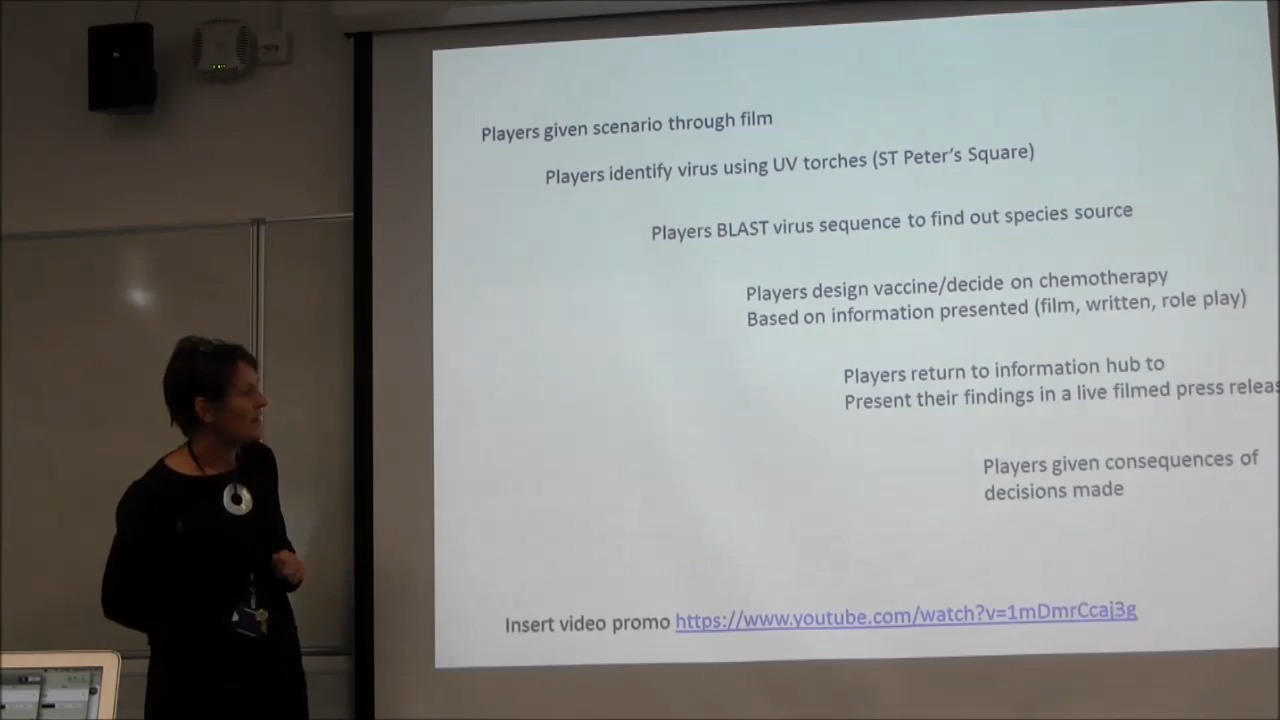 Players given scenario through film
Players identify virus using UV torches (ST Peter's Square)
Players BLAST virus sequence to find out species source
Players design vaccine/decide on chemotherapy
Based on information presented (film, written, role play)
Players return to information hub to
Present their findings in a live filmed press releas
Players given consequences of
decisions made
Insert video promo https://www.youtube.com/watch?v=1mDmrCcaj3g